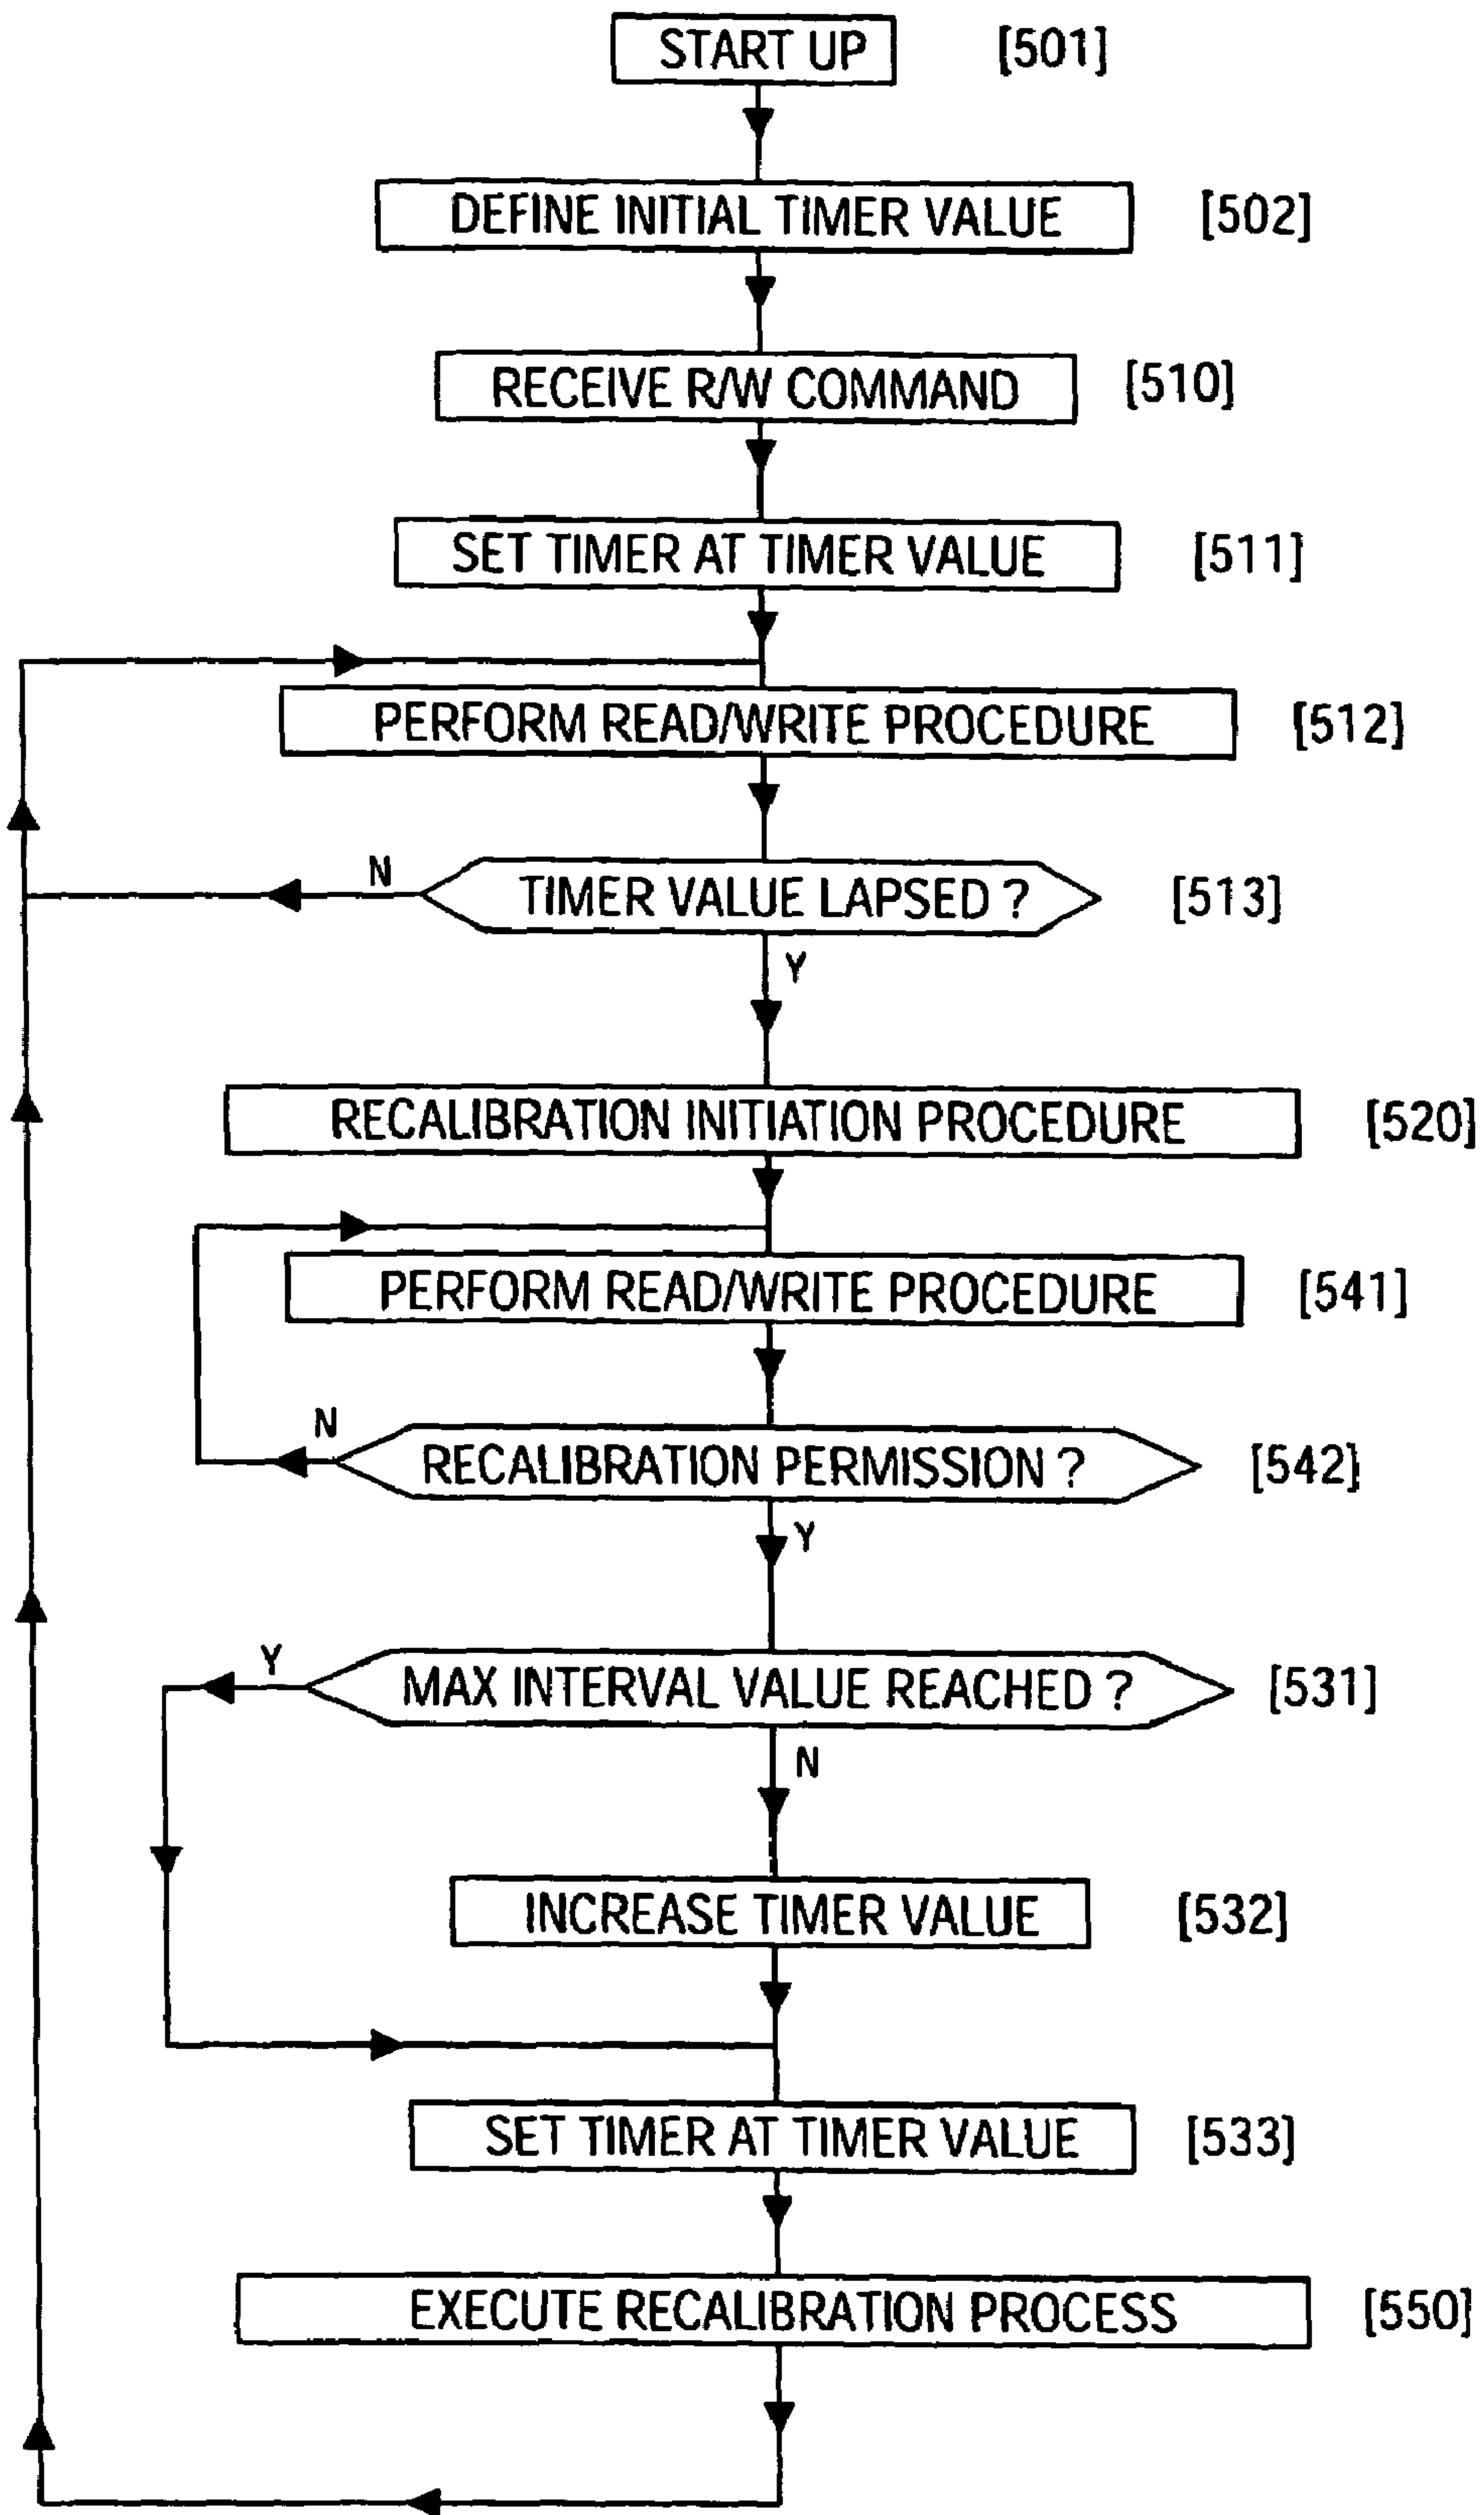 START UP [501]
DEFINE INITIAL TIMER VALUE [502]
RECEIVE R/W COMMAND [510]
SET TIMER AT TIMER VALUE [511]
PERFORM READ/WRITE PROCEDURE [512]
N TIMER VALUE LAPSED ? [513]
Y
RECALIBRATION INITIATION PROCEDURE [520]
PERFORM READ/WRITE PROCEDURE [541]
N
RECALIBRATION PERMISSION ? [542]
Y
Y MAX INTERVAL VALUE REACHED ? [531]
N
INCREASE TIMER VALUE [532]
SET TIMER AT TIMER VALUE [533]
EXECUTE RECALIBRATION PROCESS [550]